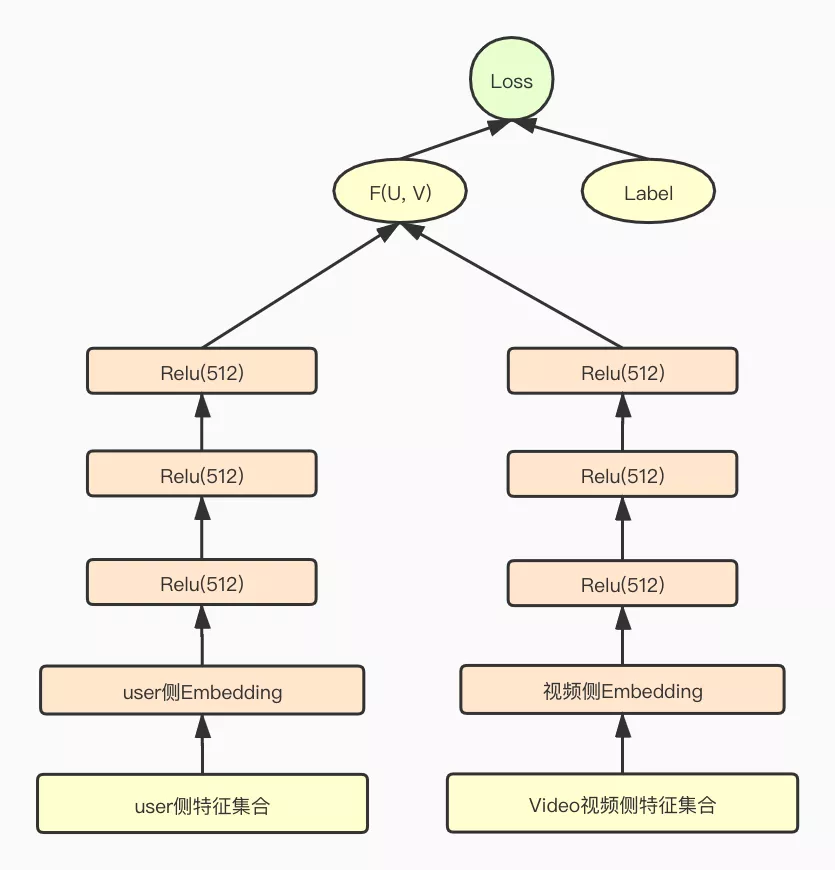 Loss
F(U, V)
Label
Relu(512)
Relu(512)
Relu(512)
Relu(512)
Relu(512)
Relu(512)
user侧Embedding
视频侧Embedding
user侧特征集合
Video视频侧特征集合